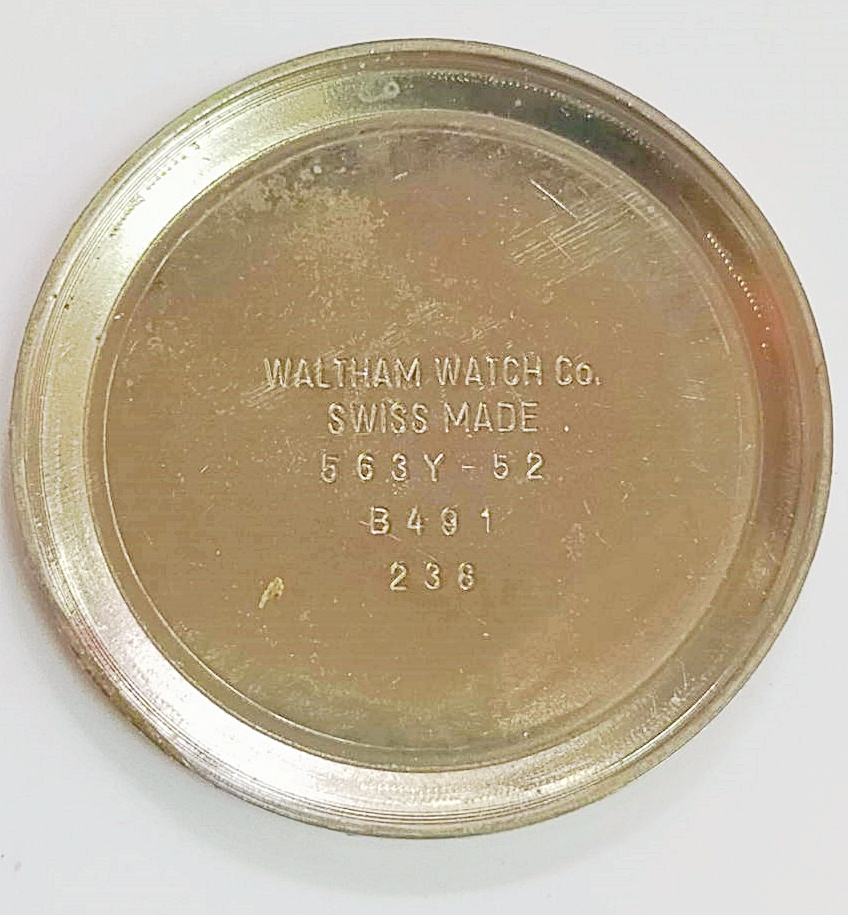 WALTHAM WATCH Co.
SWISS MADE
563Y-52
B491
238